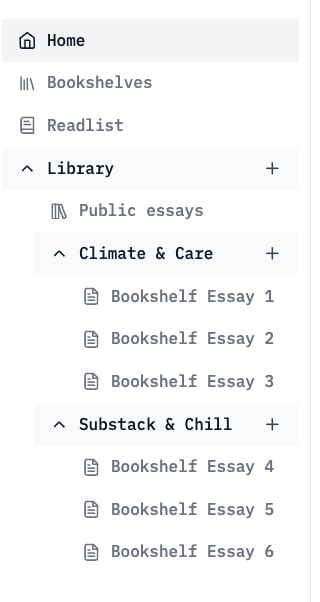 Home
Bookshelves
Readlist
Library
Public essays
Climate & Care
Bookshelf Essay 1
Bookshelf Essay 2
Bookshelf Essay 3
Substack & Chill
Bookshelf Essay 4
Bookshelf Essay 5
Bookshelf Essay 6